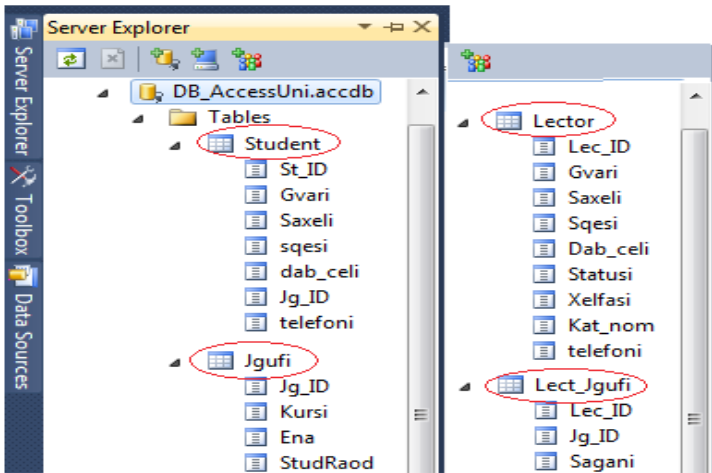 Server Explorer
Server Explorer
Toolbox
Data Sources
DB_AccessUni.accdb
Tables
Student
St_ID
Gvari
Saxeli
sqesi
dab_celi
Jg_ID
telefoni
Jgufi
Jg_ID
Kursi
Ena
StudRaod
Lector
Lec_ID
Gvari
Saxeli
Sqesi
Dab_celi
Statusi
Xelfasi
Kat_nom
telefoni
Lect_Jgufi
Lec_ID
Jg_ID
Sagani